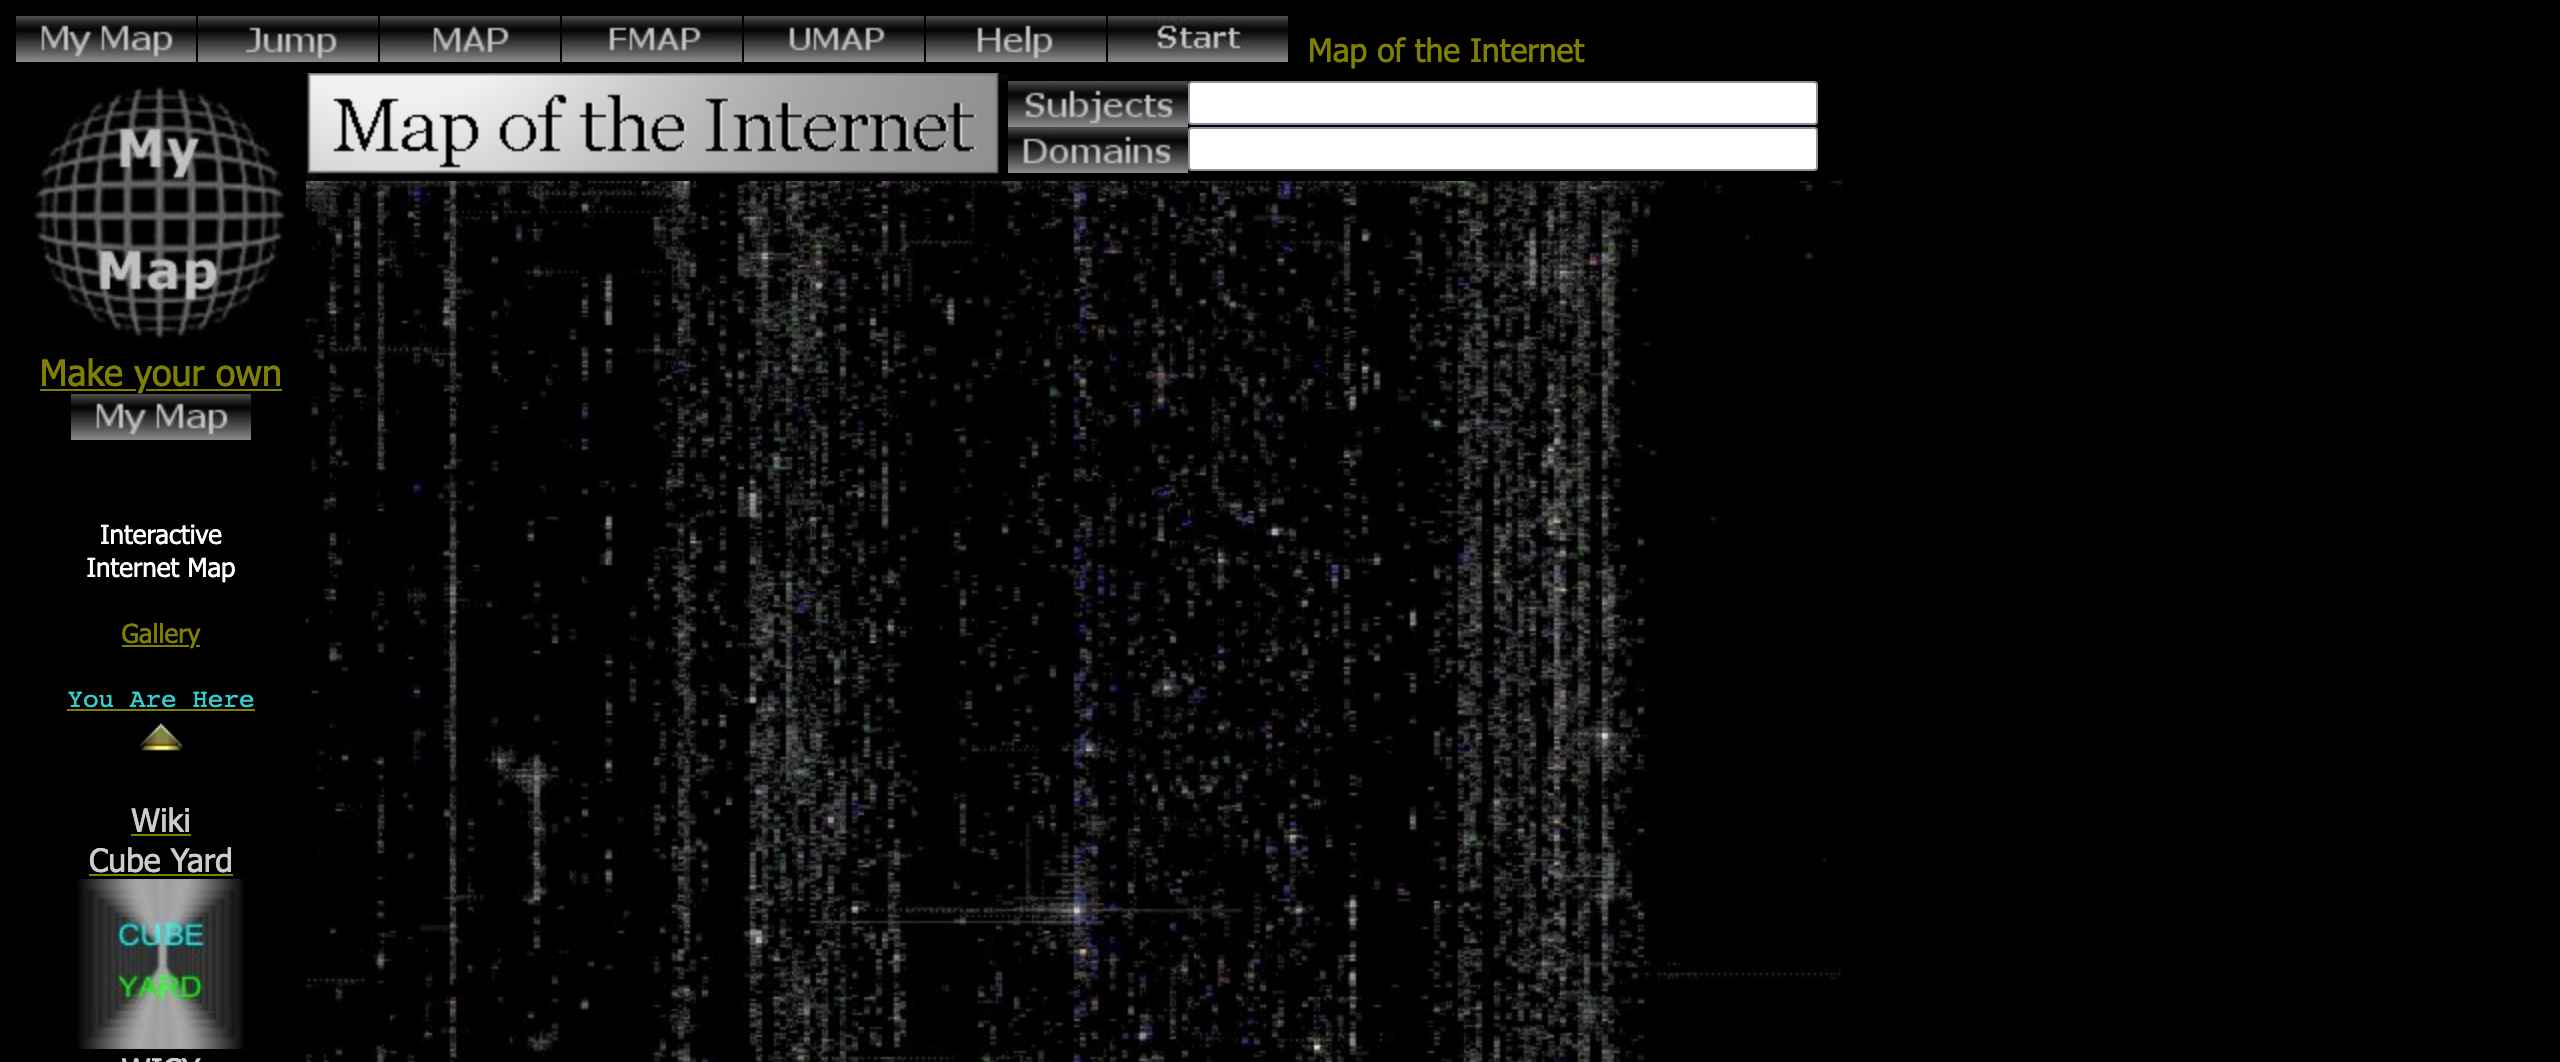 My Map Jump MAP FMAP UMAP Help Start Map of the Internet
My
Map
Map of the Internet
Subjects
Domains
Make your own
My Map
Interactive
Internet Map
Gallery
You Are Here
Wiki
Cube Yard
CUBE
YARD